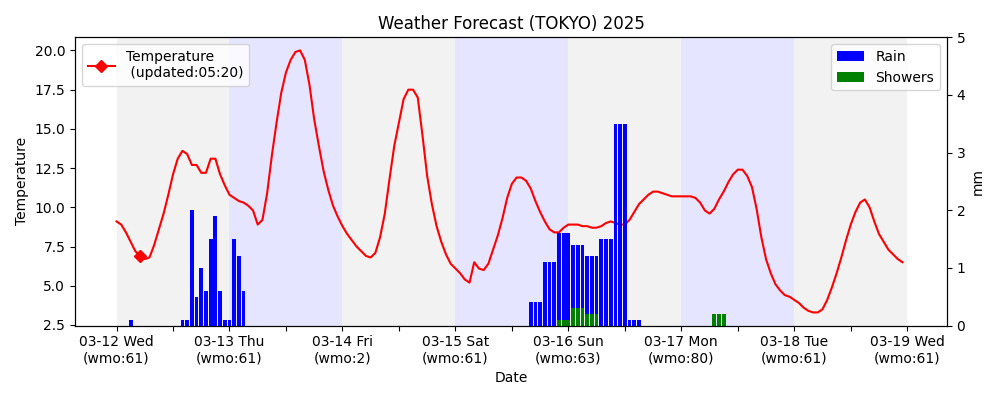 Weather Forecast (TOKYO) 2025
Temperature
(updated:05:20)
Rain
Showers
20.0
17.5
15.0
12.5
10.0
7.5
5.0
2.5
Temperature
5
4
3
2
1
0
mm
03-12 Wed
(wmo:61)
03-13 Thu
(wmo:61)
03-14 Fri
(wmo:2)
03-15 Sat
(wmo:61)
03-16 Sun
(wmo:63)
03-17 Mon
(wmo:80)
03-18 Tue
(wmo:61)
03-19 Wed
(wmo:61)
Date